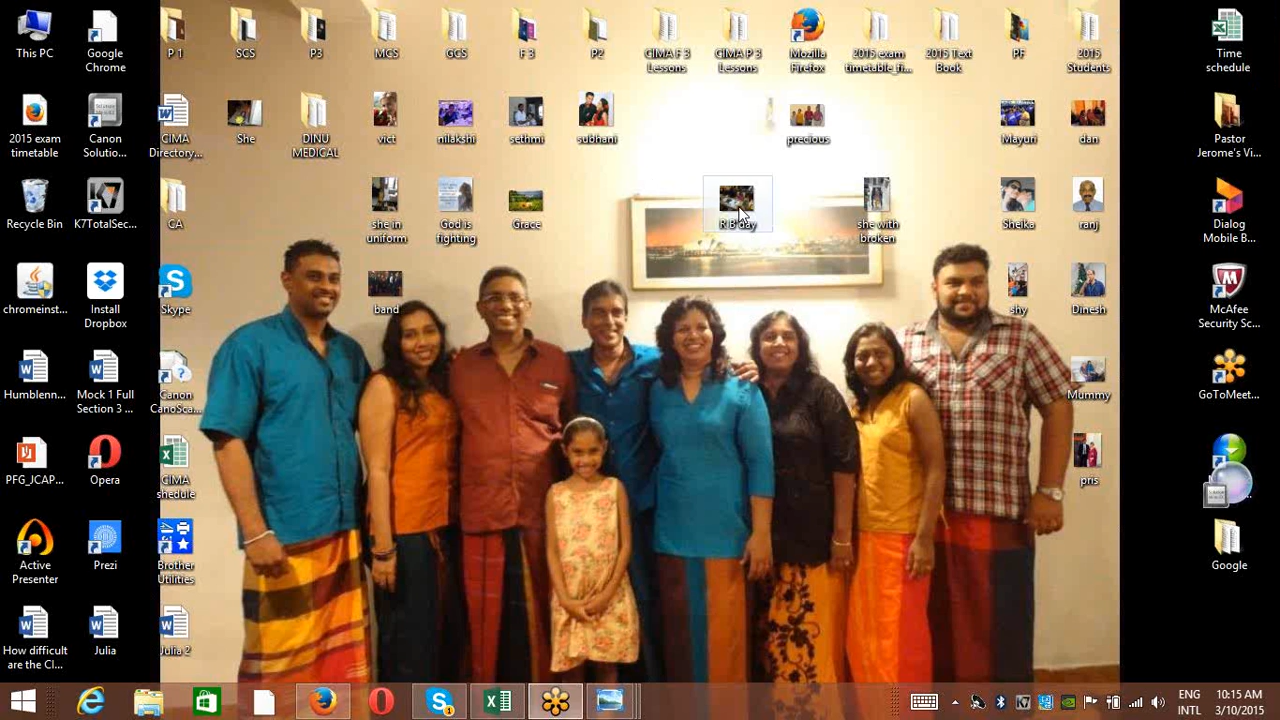 This PC
Google
Chrome
P 1
SCS
P3
MCS
GCS
F 3
P2
CIMA F 3
Lessons
CIMA P 3
Lessons
Mozilla
Firefox
2015 exam
timetable_fi...
2015 Text
Book
PF
2015
Students
Time
schedule
2015 exam
timetable
Canon
Solutio...
CIMA
Directory...
She
DINU
MEDICAL
vict
nilakshi
sethmi
subhani
precious
Mayuri
dan
Pastor
Jerome's Vi...
Recycle Bin
K7TotalSec...
CA
she in
uniform
God is
fighting
Grace
R B'day
she with
broken
Sheika
ranj
Dialog
Mobile B...
chromeinst...
Install
Dropbox
Skype
band
shy
Dinesh
McAfee
Security Sc...
Humblenn...
Mock 1 Full
Section 3 ...
Canon
CanoSca...
Mummy
GoToMeet...
PFG_JCAP...
Opera
CIMA
shedule
pris
Active
Presenter
Prezi
Brother
Utilities
Google
How difficult
are the CI...
Julia
Julia 2
ENG
INTL
10:15 AM
3/10/2015